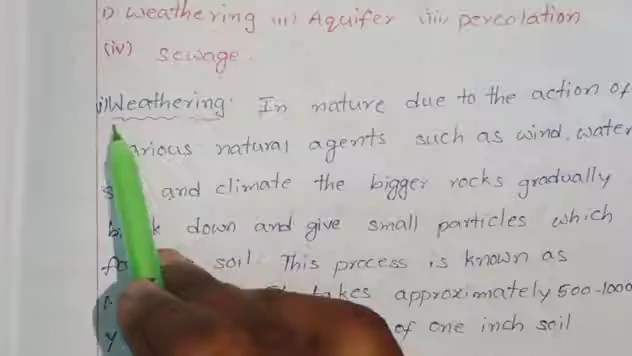 i) Weathering ii) Aquifer iii) percolation
(iv) sewage.
i) Weathering: In nature due to the action of
arious natural agents such as wind, water
and climate the bigger rocks gradually
k down and give small particles which
fo soil. This process is known as
takes approximately 500-1000
y of one inch soil